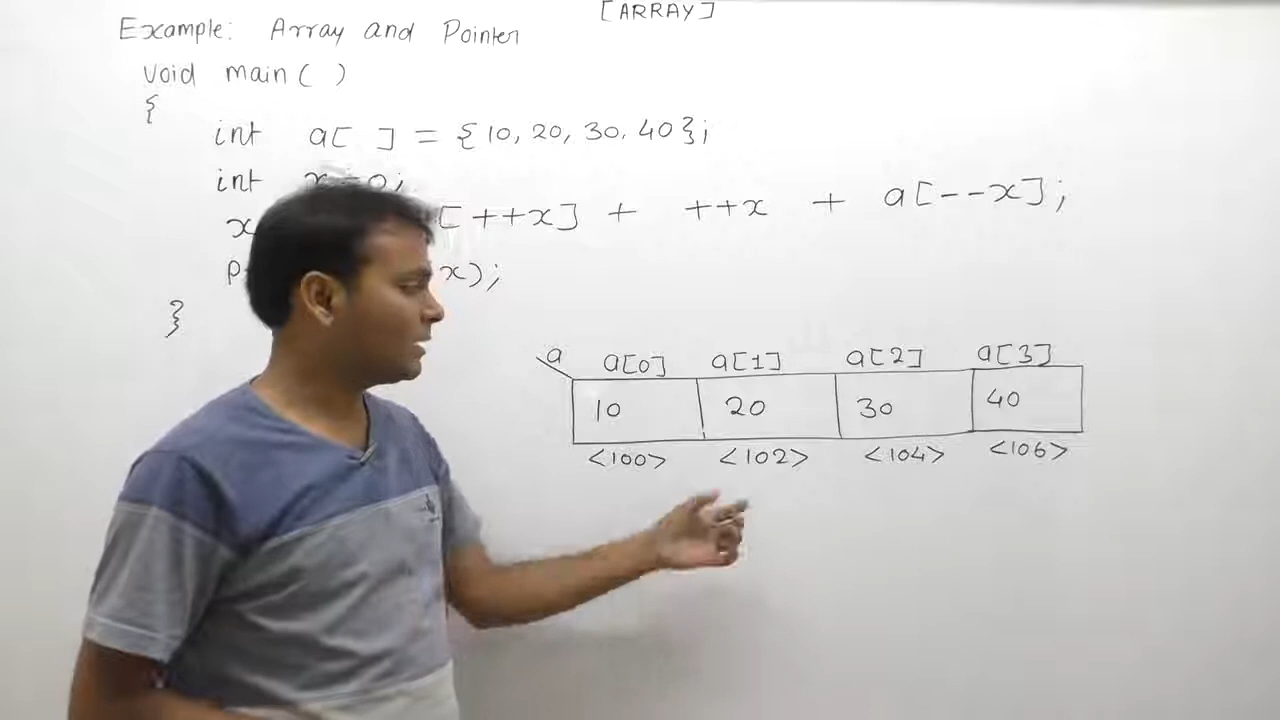 [ARRAY]
Example: Array and Pointer
void main( )
{
int a[ ] = {10, 20, 30, 40};
int x=0;
x [++x] + ++x + a[--x];
P x);
}
a a[0] a[1] a[2] a[3]
10 20 30 40
<100> <102> <104> <106>